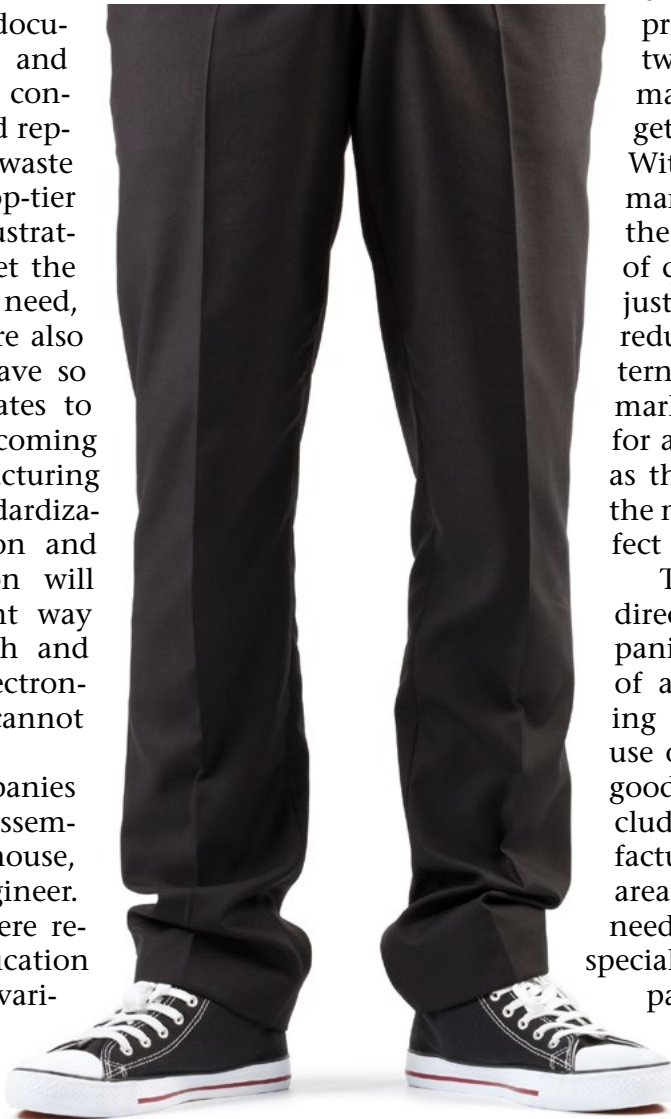 docu-
and
con-
d rep-
waste
op-tier
ustrat-
et the
need,
re also
ave so
ates to
coming
cturing
dardiza-
on and
on will
nt way
h and
ectron-
cannot
panies
ssem-
house,
gineer.
ere re-
ication
vari-
pr
tw
ma
get
Wit
mar
the
of c
just
redu
tern
mark
for a
as th
the n
fect
T
direc
pani
of a
ing
use o
good
clud
factu
area
need
special
pa